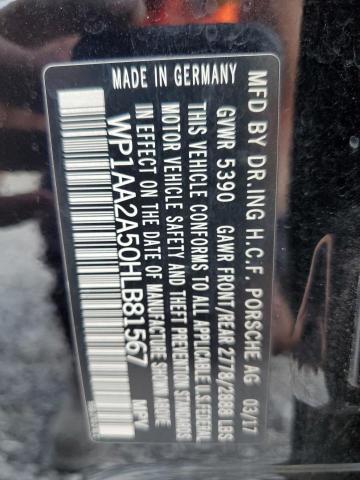 MFD BY DR.ING H.C.F. PORSCHE AG 03/17
GVWR 5390 GAWR FRONT/REAR 2778/2888 LBS
THIS VEHICLE CONFORMS TO ALL APPLICABLE U.S. FEDERAL
MOTOR VEHICLE SAFETY AND THEFT PREVENTION STANDARDS
IN EFFECT ON THE DATE OF MANUFACTURE SHOWN ABOVE
WP1AA2A50HLB81567 MPV
MADE IN GERMANY